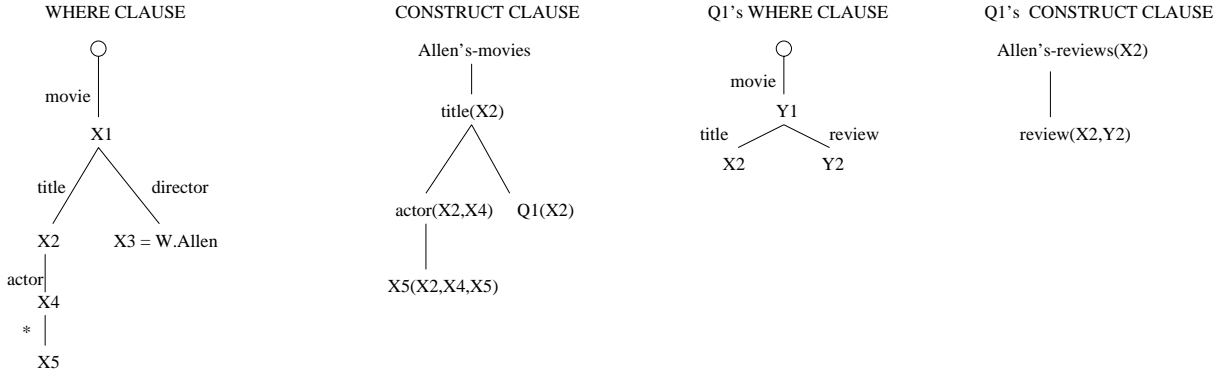 WHERE CLAUSE
movie
X1
title director
X2 X3 = W.Allen
actor
X4
*
X5
CONSTRUCT CLAUSE
Allen's-movies
title(X2)
actor(X2,X4) Q1(X2)
X5(X2,X4,X5)
Q1's WHERE CLAUSE
movie
Y1
title review
X2 Y2
Q1's CONSTRUCT CLAUSE
Allen's-reviews(X2)
review(X2,Y2)